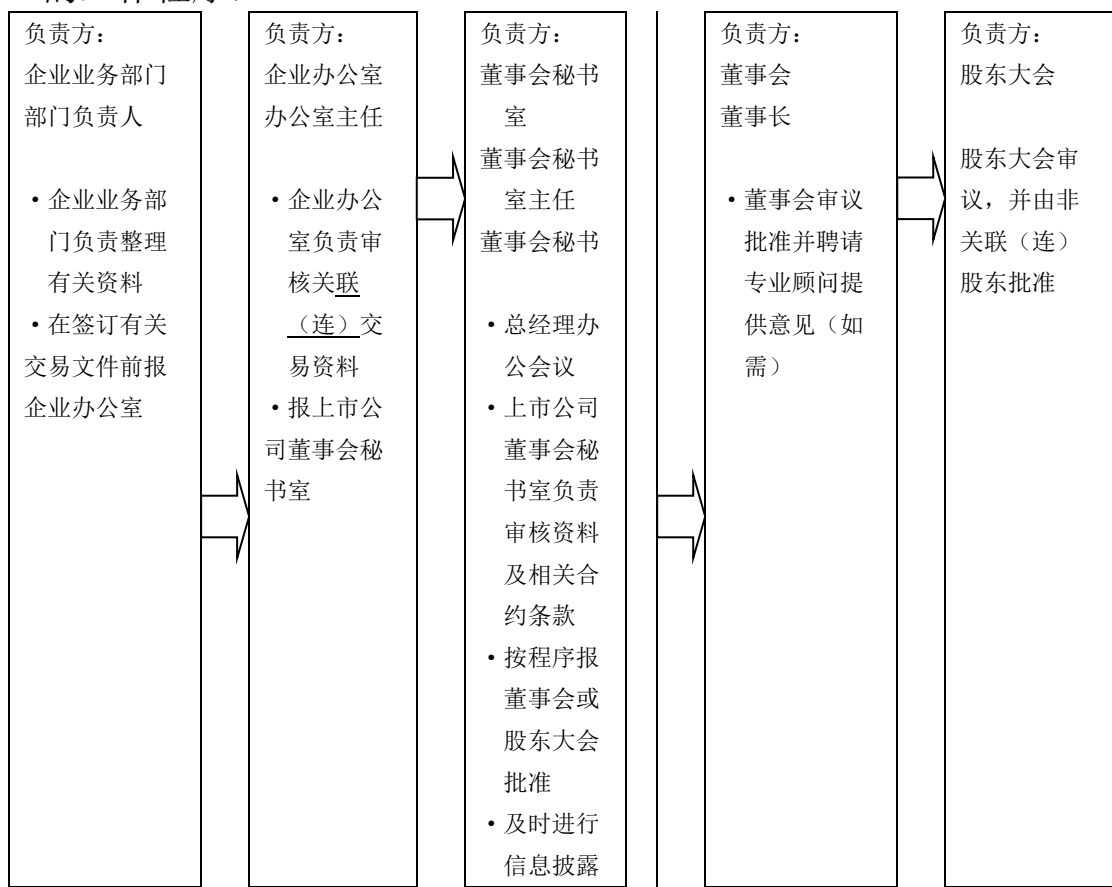 负责方：
企业业务部门
部门负责人
·企业业务部
门负责整理
有关资料
·在签订有关
交易文件前报
企业办公室
负责方：
企业办公室
办公室主任
·企业办公
室负责审
核关联
（连）交
易资料
·报上市公
司董事会秘
书室
负责方：
董事会秘书
室
董事会秘书
室主任
董事会秘书
·总经理办
公会议
·上市公司
董事会秘
书室负责
审核资料
及相关合
约条款
·按程序报
董事会或
股东大会
批准
·及时进行
信息披露
负责方：
董事会
董事长
·董事会审议
批准并聘请
专业顾问提
供意见（如
需）
负责方：
股东大会
股东大会审
议，并由非
关联（连）
股东批准